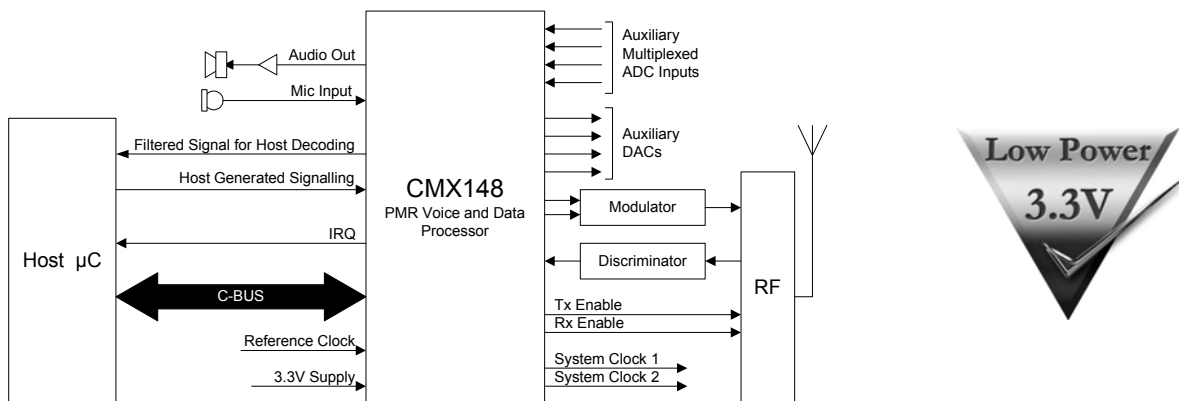 Audio Out
Mic Input
Filtered Signal for Host Decoding
Host Generated Signalling
IRQ
Host µC
C-BUS
Reference Clock
3.3V Supply
CMX148
PMR Voice and Data
Processor
Auxiliary
Multiplexed
ADC Inputs
Auxiliary
DACs
Modulator
Discriminator
RF
Tx Enable
Rx Enable
System Clock 1
System Clock 2
Low Power
3.3V